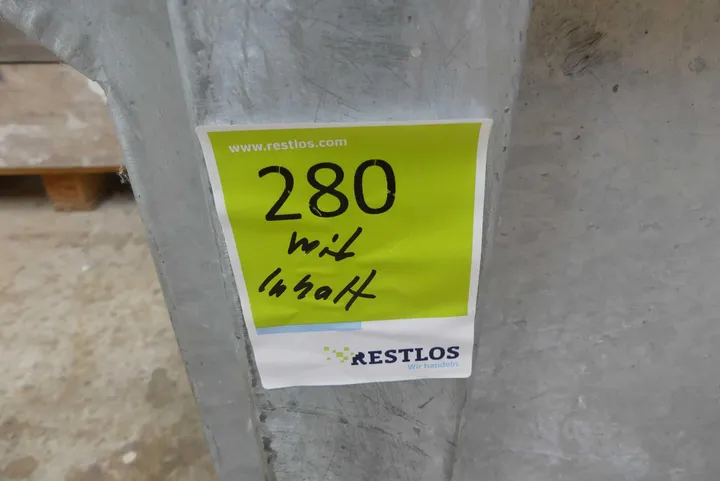 www.restlos.com
280
mit
Inhalt
RESTLOS
Wir handeln.